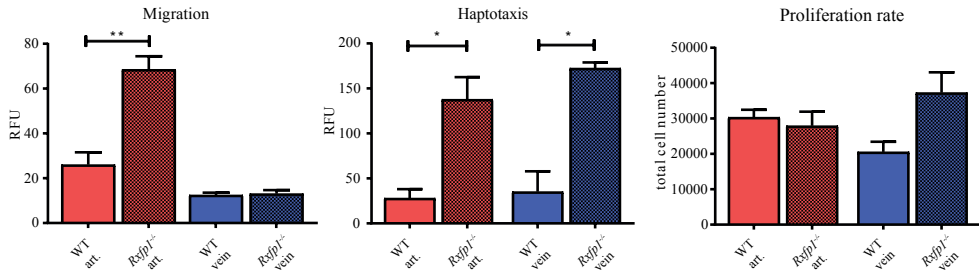 Migration
**
RFU
80
60
40
20
0
WT art.
Rxfp1-/- art.
WT vein
Rxfp1-/- vein
Haptotaxis
*
*
RFU
200
150
100
50
0
WT art.
Rxfp1-/- art.
WT vein
Rxfp1-/- vein
Proliferation rate
total cell number
50000
40000
30000
20000
10000
0
WT art.
Rxfp1-/- art.
WT vein
Rxfp1-/- vein